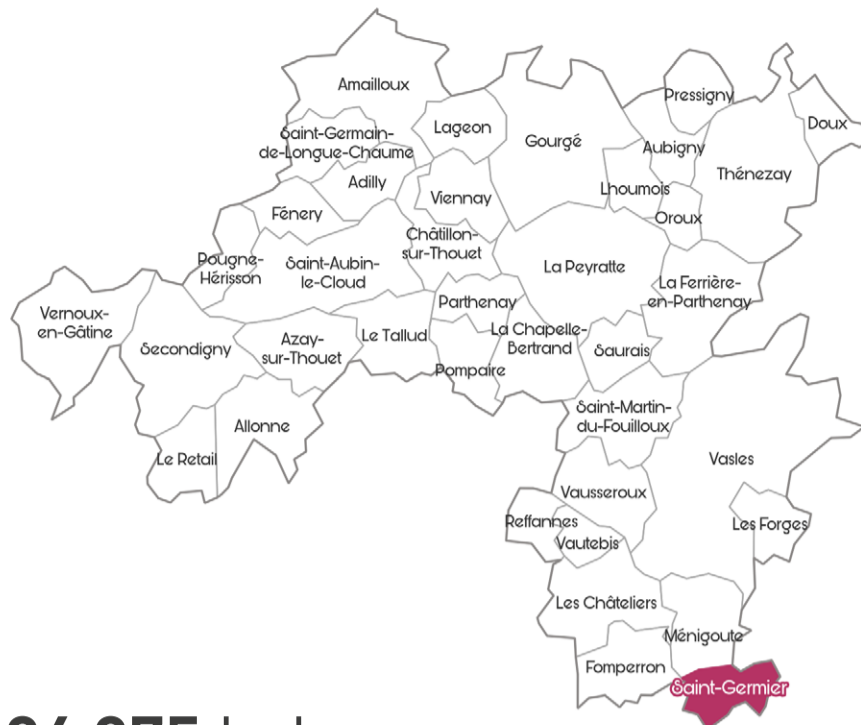 Amailloux
Pressigny
Doux
Lageon
Saint-Germain-
de-Longue-Chaume
Gourgé
Aubigny
Thénezay
Adilly
Lhoumois
Viennay
Fénery
Oroux
Châtillon-
sur-Thouet
Pougne-
Hérisson
Saint-Aubin-
le-Cloud
La Peyratte
La Ferrière-
en-Parthenay
Parthenay
Vernoux-
en-Gâtine
Secondigny
Azay-
sur-Thouet
Le Tallud
La Chapelle-
Bertrand
Saurais
Pompaire
Saint-Martin-
du-Fouilloux
Allonne
Le Retail
Vasles
Vausseroux
Reffannes
Les Forges
Vautebis
Les Châteliers
Ménigoute
Fomperron
Saint-Germier